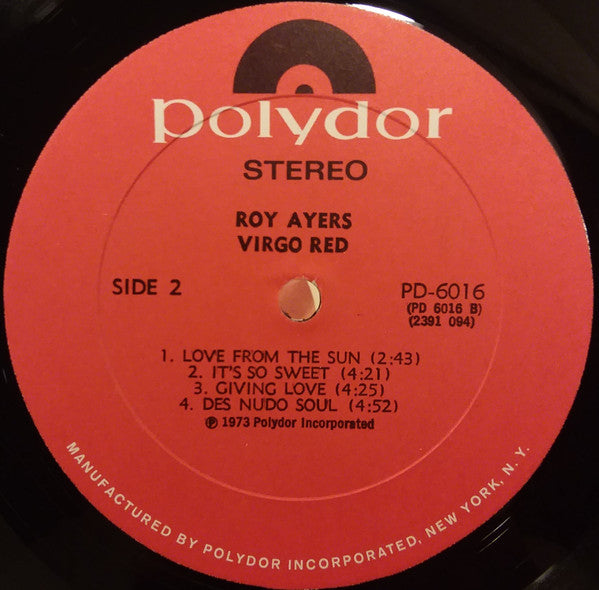 polydor
STEREO
ROY AYERS
VIRGO RED
SIDE 2
PD-6016
(PD 6016 B)
(2391 094)
1. LOVE FROM THE SUN (2:43)
2. IT'S SO SWEET (4:21)
3. GIVING LOVE (4:25)
4. DES NUDO SOUL (4:52)
℗ 1973 Polydor Incorporated
MANUFACTURED BY POLYDOR INCORPORATED, NEW YORK, N. Y.